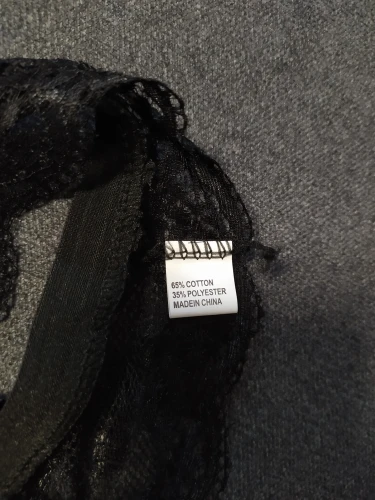 65% COTTON
35% POLYESTER
MADEIN CHINA